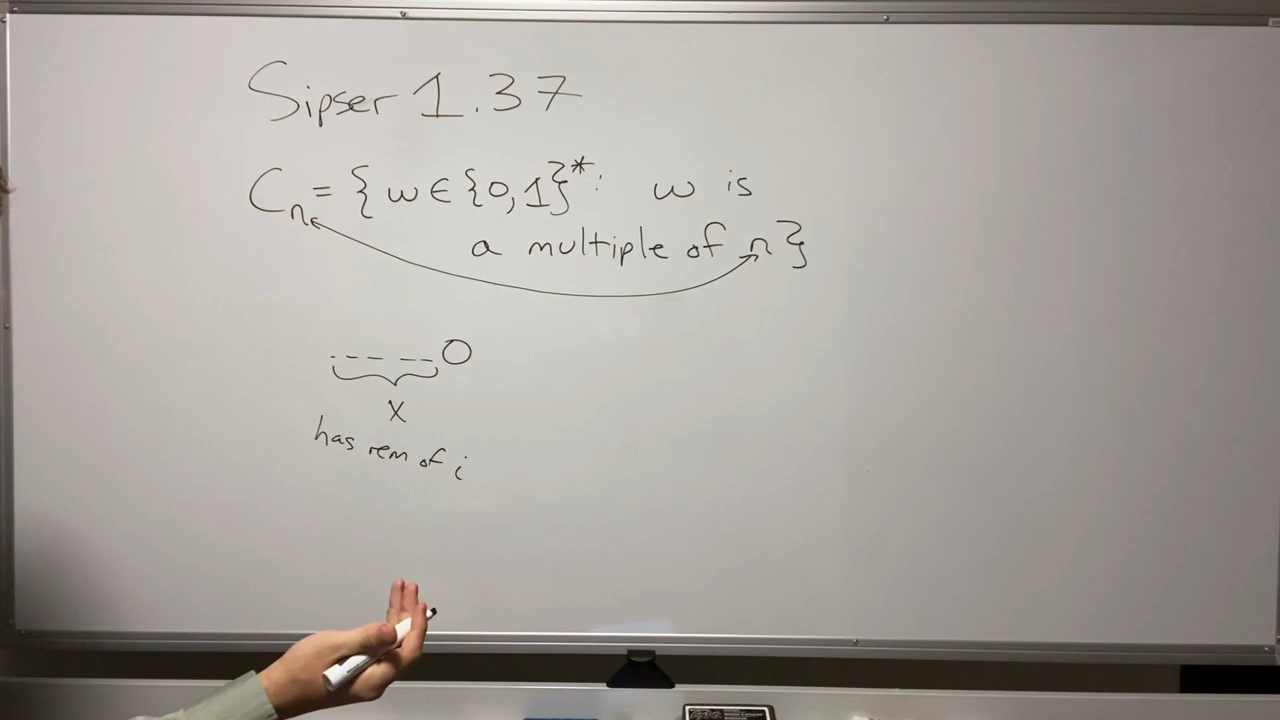 Sipser 1.37
Cₙ = { w ∈ {0,1}*: w is
a multiple of n}
_ _ _ _ _ 0
x
has rem of i